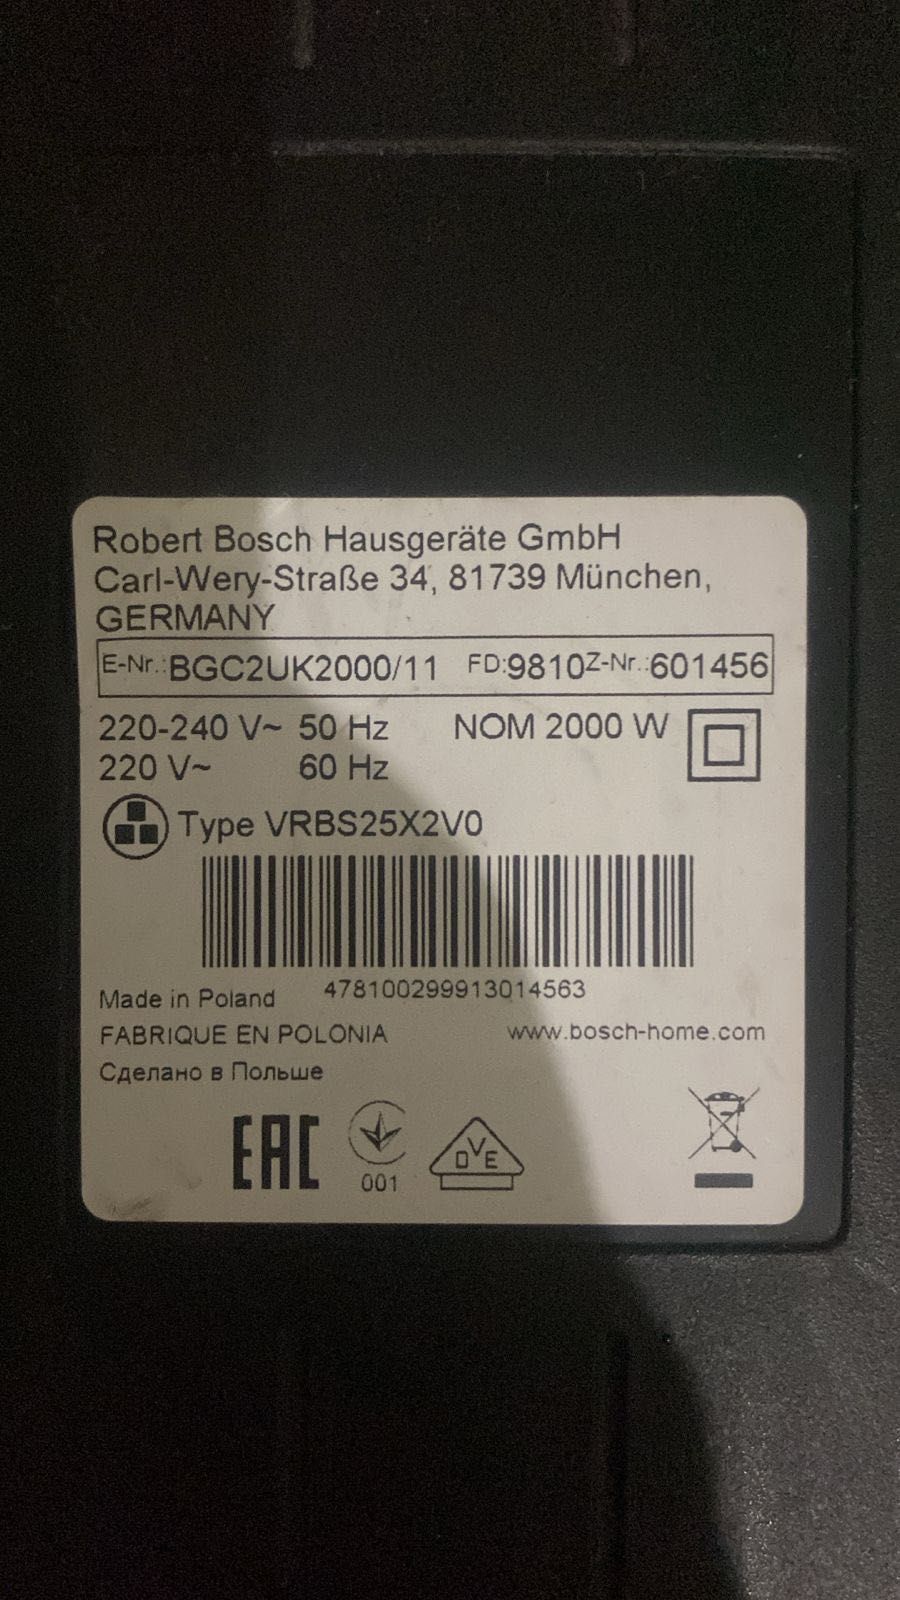 Robert Bosch Hausgeräte GmbH
Carl-Wery-Straße 34, 81739 München,
GERMANY
E-Nr.:BGC2UK2000/11 FD:9810 Z-Nr.:601456
220-240 V~ 50 Hz NOM 2000 W
220 V~ 60 Hz
Type VRBS25X2V0
478100299913014563
Made in Poland
FABRIQUE EN POLONIA www.bosch-home.com
Сделано в Польше
EAC 001 DVE